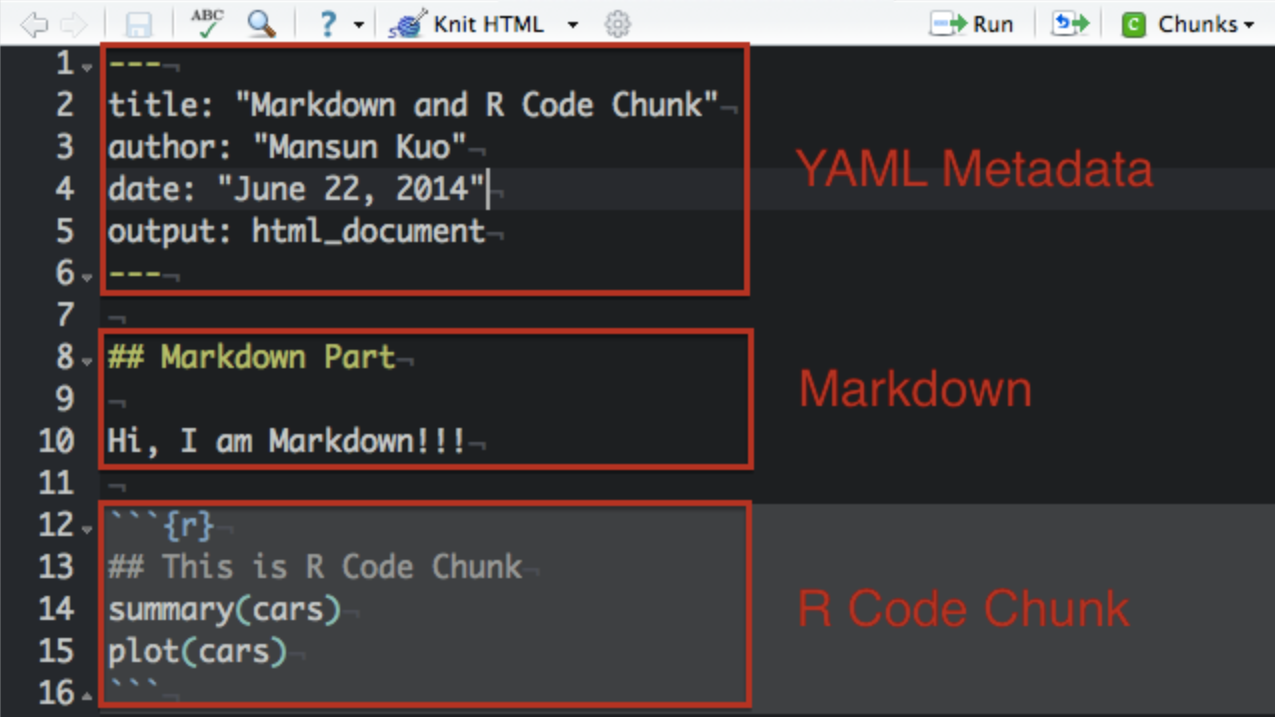 ABC ? Knit HTML Run C Chunks
1 ---
2 title: "Markdown and R Code Chunk"
3 author: "Mansun Kuo"
4 date: "June 22, 2014"
5 output: html_document
6 ---
YAML Metadata
7
8 ## Markdown Part
9
10 Hi, I am Markdown!!!
Markdown
11
12 ```{r}
13 ## This is R Code Chunk
14 summary(cars)
15 plot(cars)
16 ```
R Code Chunk